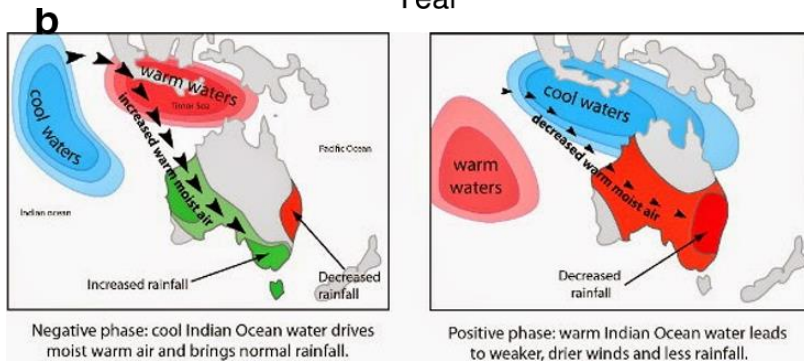 Year
b
warm waters
Timor Sea
cool waters
increased warm moist air
Pacific Ocean
Indian ocean
Increased rainfall
Decreased
rainfall
Negative phase: cool Indian Ocean water drives
moist warm air and brings normal rainfall.
cool waters
warm
waters
decreased warm moist air
Decreased
rainfall
Positive phase: warm Indian Ocean water leads
to weaker, drier winds and less rainfall.